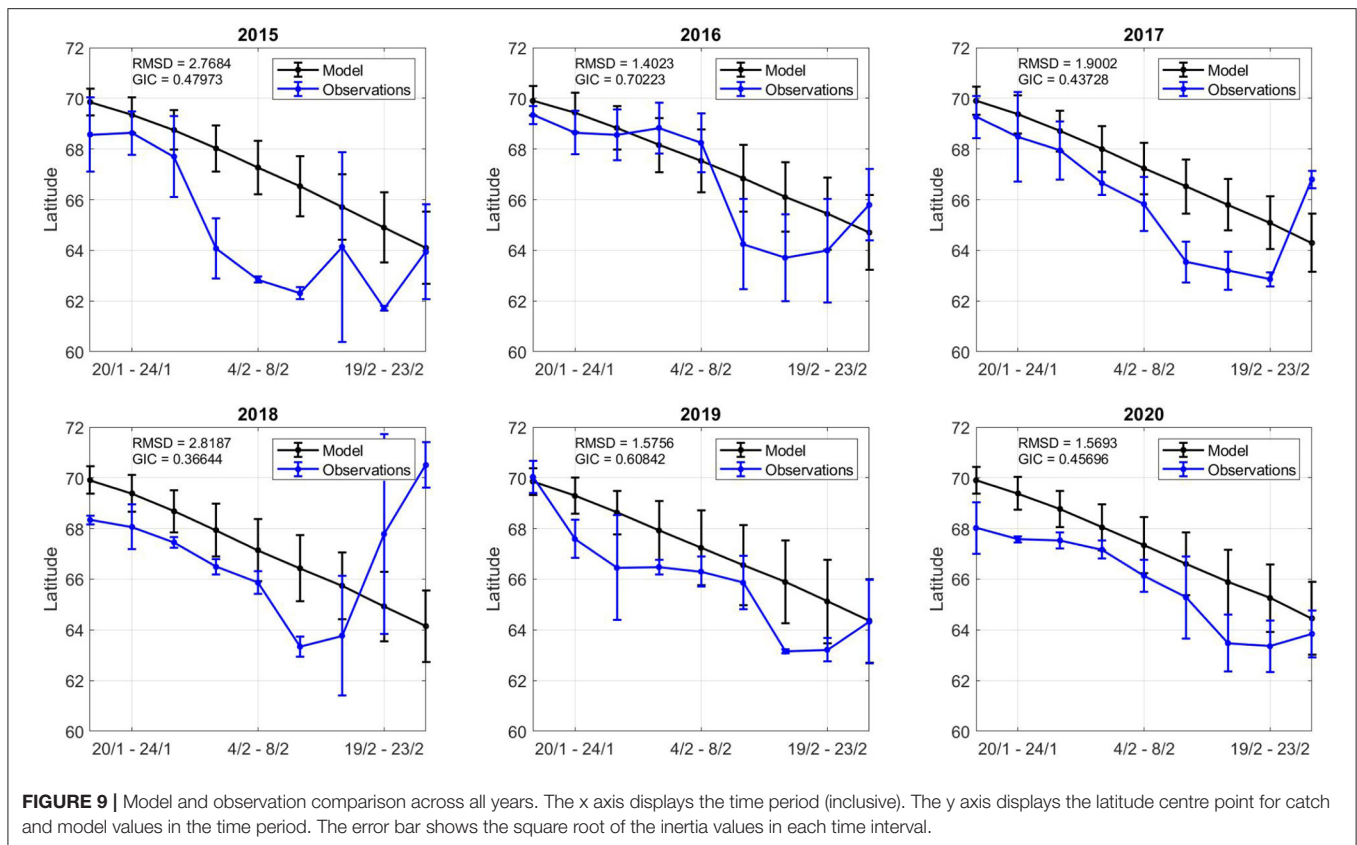 2015
RMSD = 2.7684
GIC = 0.47973
Model
Observations
72
70
68
66
64
62
60
Latitude
20/1 - 24/1
4/2 - 8/2
19/2 - 23/2
2016
RMSD = 1.4023
GIC = 0.70223
Model
Observations
72
70
68
66
64
62
60
Latitude
20/1 - 24/1
4/2 - 8/2
19/2 - 23/2
2017
RMSD = 1.9002
GIC = 0.43728
Model
Observations
72
70
68
66
64
62
60
Latitude
20/1 - 24/1
4/2 - 8/2
19/2 - 23/2
2018
RMSD = 2.8187
GIC = 0.36644
Model
Observations
72
70
68
66
64
62
60
Latitude
20/1 - 24/1
4/2 - 8/2
19/2 - 23/2
2019
RMSD = 1.5756
GIC = 0.60842
Model
Observations
72
70
68
66
64
62
60
Latitude
20/1 - 24/1
4/2 - 8/2
19/2 - 23/2
2020
RMSD = 1.5693
GIC = 0.45696
Model
Observations
72
70
68
66
64
62
60
Latitude
20/1 - 24/1
4/2 - 8/2
19/2 - 23/2
FIGURE 9 | Model and observation comparison across all years. The x axis displays the time period (inclusive). The y axis displays the latitude centre point for catch
and model values in the time period. The error bar shows the square root of the inertia values in each time interval.